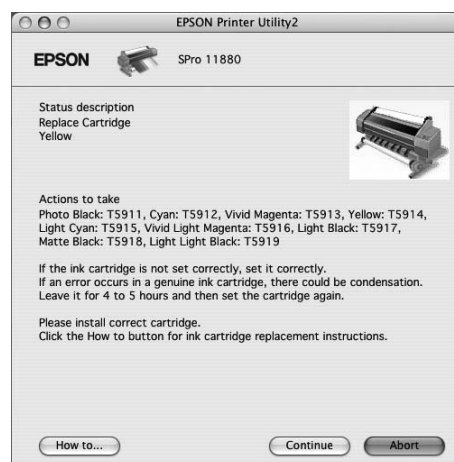 EPSON Printer Utility2
EPSON SPro 11880
Status description
Replace Cartridge
Yellow
Actions to take
Photo Black: T5911, Cyan: T5912, Vivid Magenta: T5913, Yellow: T5914,
Light Cyan: T5915, Vivid Light Magenta: T5916, Light Black: T5917,
Matte Black: T5918, Light Light Black: T5919
If the ink cartridge is not set correctly, set it correctly.
If an error occurs in a genuine ink cartridge, there could be condensation.
Leave it for 4 to 5 hours and then set the cartridge again.
Please install correct cartridge.
Click the How to button for ink cartridge replacement instructions.
How to... Continue Abort